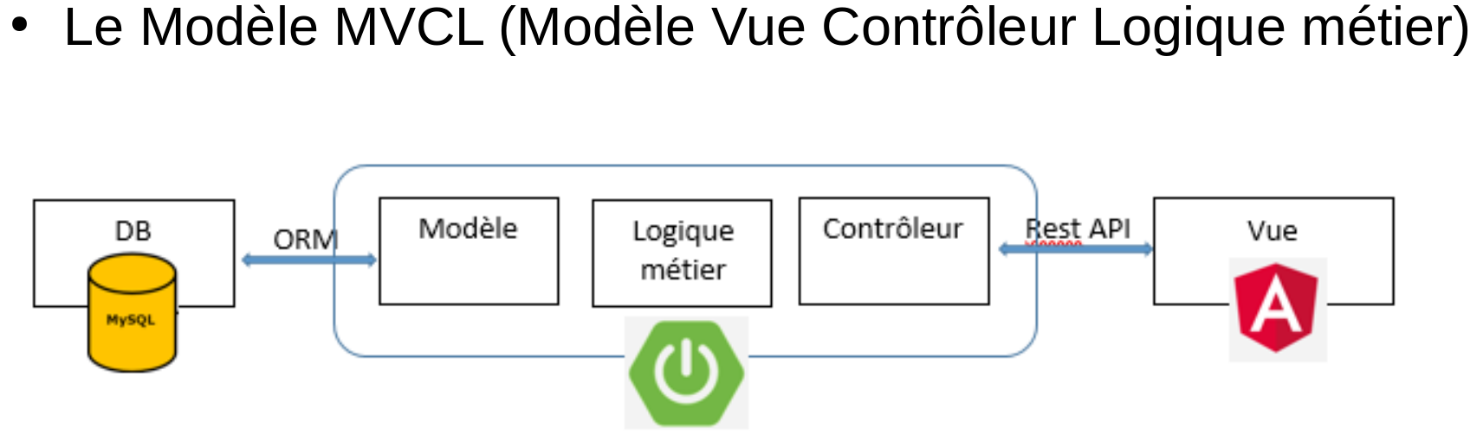 • Le Modèle MVCL (Modèle Vue Contrôleur Logique métier)
DB
MySQL
ORM
Modèle
Logique
métier
Contrôleur
Rest API
Vue
A